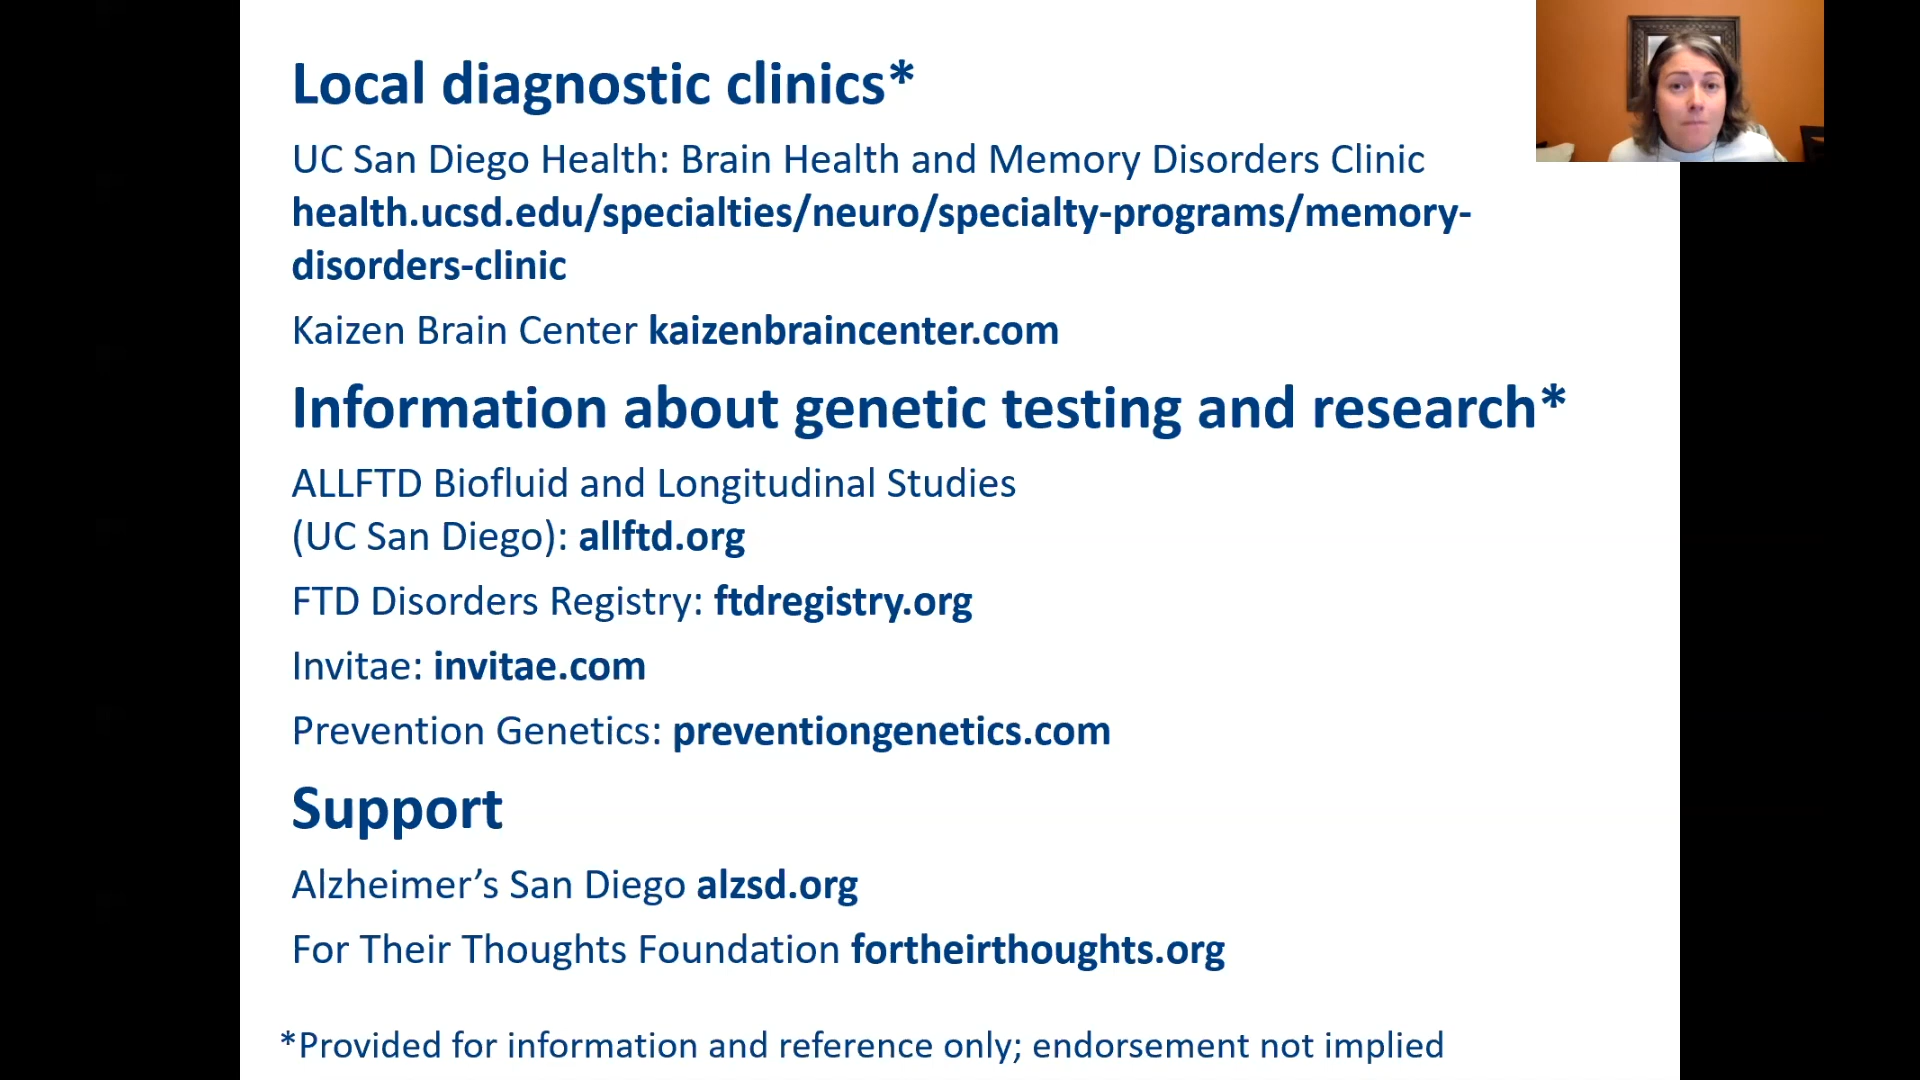 Local diagnostic clinics*
UC San Diego Health: Brain Health and Memory Disorders Clinic
health.ucsd.edu/specialties/neuro/specialty-programs/memory-
disorders-clinic
Kaizen Brain Center kaizenbraincenter.com
Information about genetic testing and research*
ALLFTD Biofluid and Longitudinal Studies
(UC San Diego): allftd.org
FTD Disorders Registry: ftdregistry.org
Invitae: invitae.com
Prevention Genetics: preventiongenetics.com
Support
Alzheimer’s San Diego alzsd.org
For Their Thoughts Foundation fortheirthoughts.org
*Provided for information and reference only; endorsement not implied